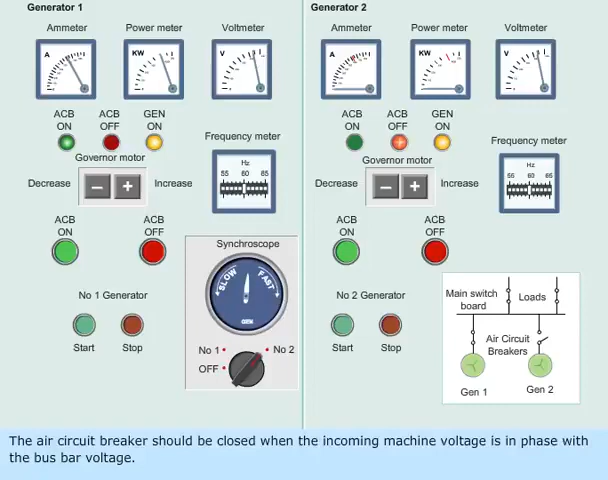 Generator 1
Ammeter
Power meter
Voltmeter
A
KW
V
ACB ON
ACB OFF
GEN ON
Frequency meter
Governor motor
Hz
55 60 65
Decrease
− +
Increase
ACB ON
ACB OFF
Synchroscope
SLOW FAST
GEN
No 1 Generator
Start
Stop
No 1
No 2
OFF
Generator 2
Ammeter
Power meter
Voltmeter
A
KW
V
ACB ON
ACB OFF
GEN ON
Frequency meter
Governor motor
Hz
55 60 65
Decrease
− +
Increase
ACB ON
ACB OFF
No 2 Generator
Start
Stop
Main switch board
Loads
Air Circuit Breakers
Gen 1
Gen 2
The air circuit breaker should be closed when the incoming machine voltage is in phase with
the bus bar voltage.